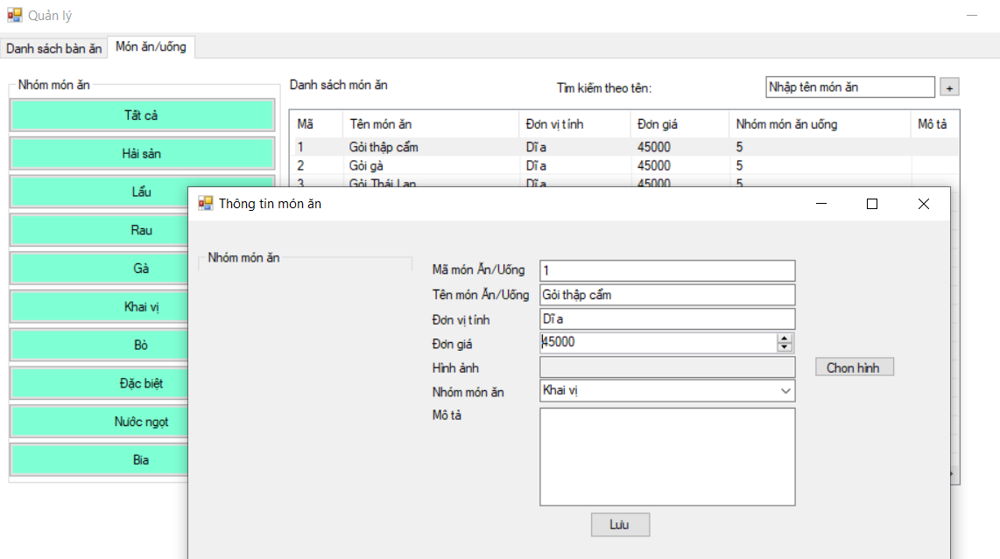 Quản lý
Danh sách bàn ăn Món ăn/uống
Nhóm món ăn
Tất cả
Hải sản
Lẩu
Rau
Gà
Khai vị
Bò
Đặc biệt
Nước ngọt
Bia
Danh sách món ăn
Tìm kiếm theo tên: Nhập tên món ăn +
Mã Tên món ăn Đơn vị tính Đơn giá Nhóm món ăn uống Mô tả
1 Gỏi thập cẩm Dĩa 45000 5
2 Gỏi gà Dĩa 45000 5
3 Gỏi Thái Lan Dĩa 45000 5
Thông tin món ăn
Nhóm món ăn
Mã món Ăn/Uống 1
Tên món Ăn/Uống Gỏi thập cẩm
Đơn vị tính Dĩa
Đơn giá 45000
Hình ảnh Chon hình
Nhóm món ăn Khai vị
Mô tả
Lưu